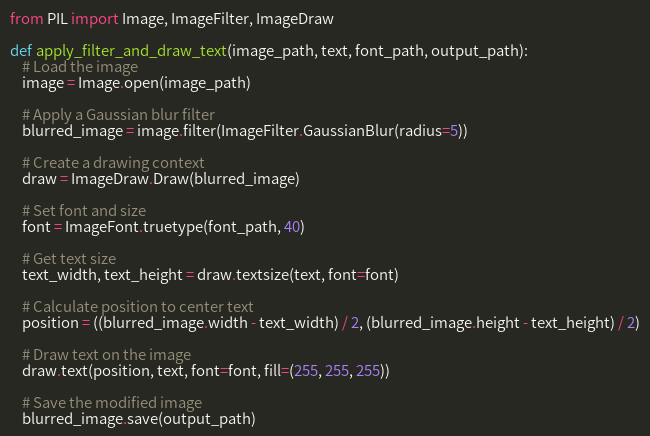 from PIL import Image, ImageFilter, ImageDraw

def apply_filter_and_draw_text(image_path, text, font_path, output_path):
    # Load the image
    image = Image.open(image_path)

    # Apply a Gaussian blur filter
    blurred_image = image.filter(ImageFilter.GaussianBlur(radius=5))

    # Create a drawing context
    draw = ImageDraw.Draw(blurred_image)

    # Set font and size
    font = ImageFont.truetype(font_path, 40)

    # Get text size
    text_width, text_height = draw.textsize(text, font=font)

    # Calculate position to center text
    position = ((blurred_image.width - text_width) / 2, (blurred_image.height - text_height) / 2)

    # Draw text on the image
    draw.text(position, text, font=font, fill=(255, 255, 255))

    # Save the modified image
    blurred_image.save(output_path)